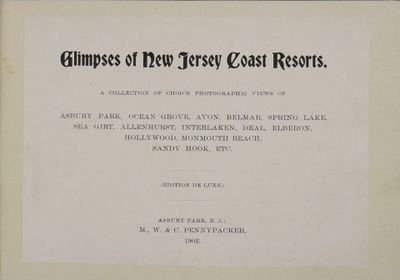 Glimpses of New Jersey Coast Resorts.
A COLLECTION OF CHOICE PHOTOGRAPHIC VIEWS OF
ASBURY PARK, OCEAN GROVE, AVON, BELMAR, SPRING LAKE,
SEA GIRT, ALLENHURST, INTERLAKEN, DEAL, ELBERON,
HOLLYWOOD, MONMOUTH BEACH,
SANDY HOOK, ETC.
(EDITION DE LUXE.)
ASBURY PARK, N. J.:
M., W. & C. PENNYPACKER,
1902.